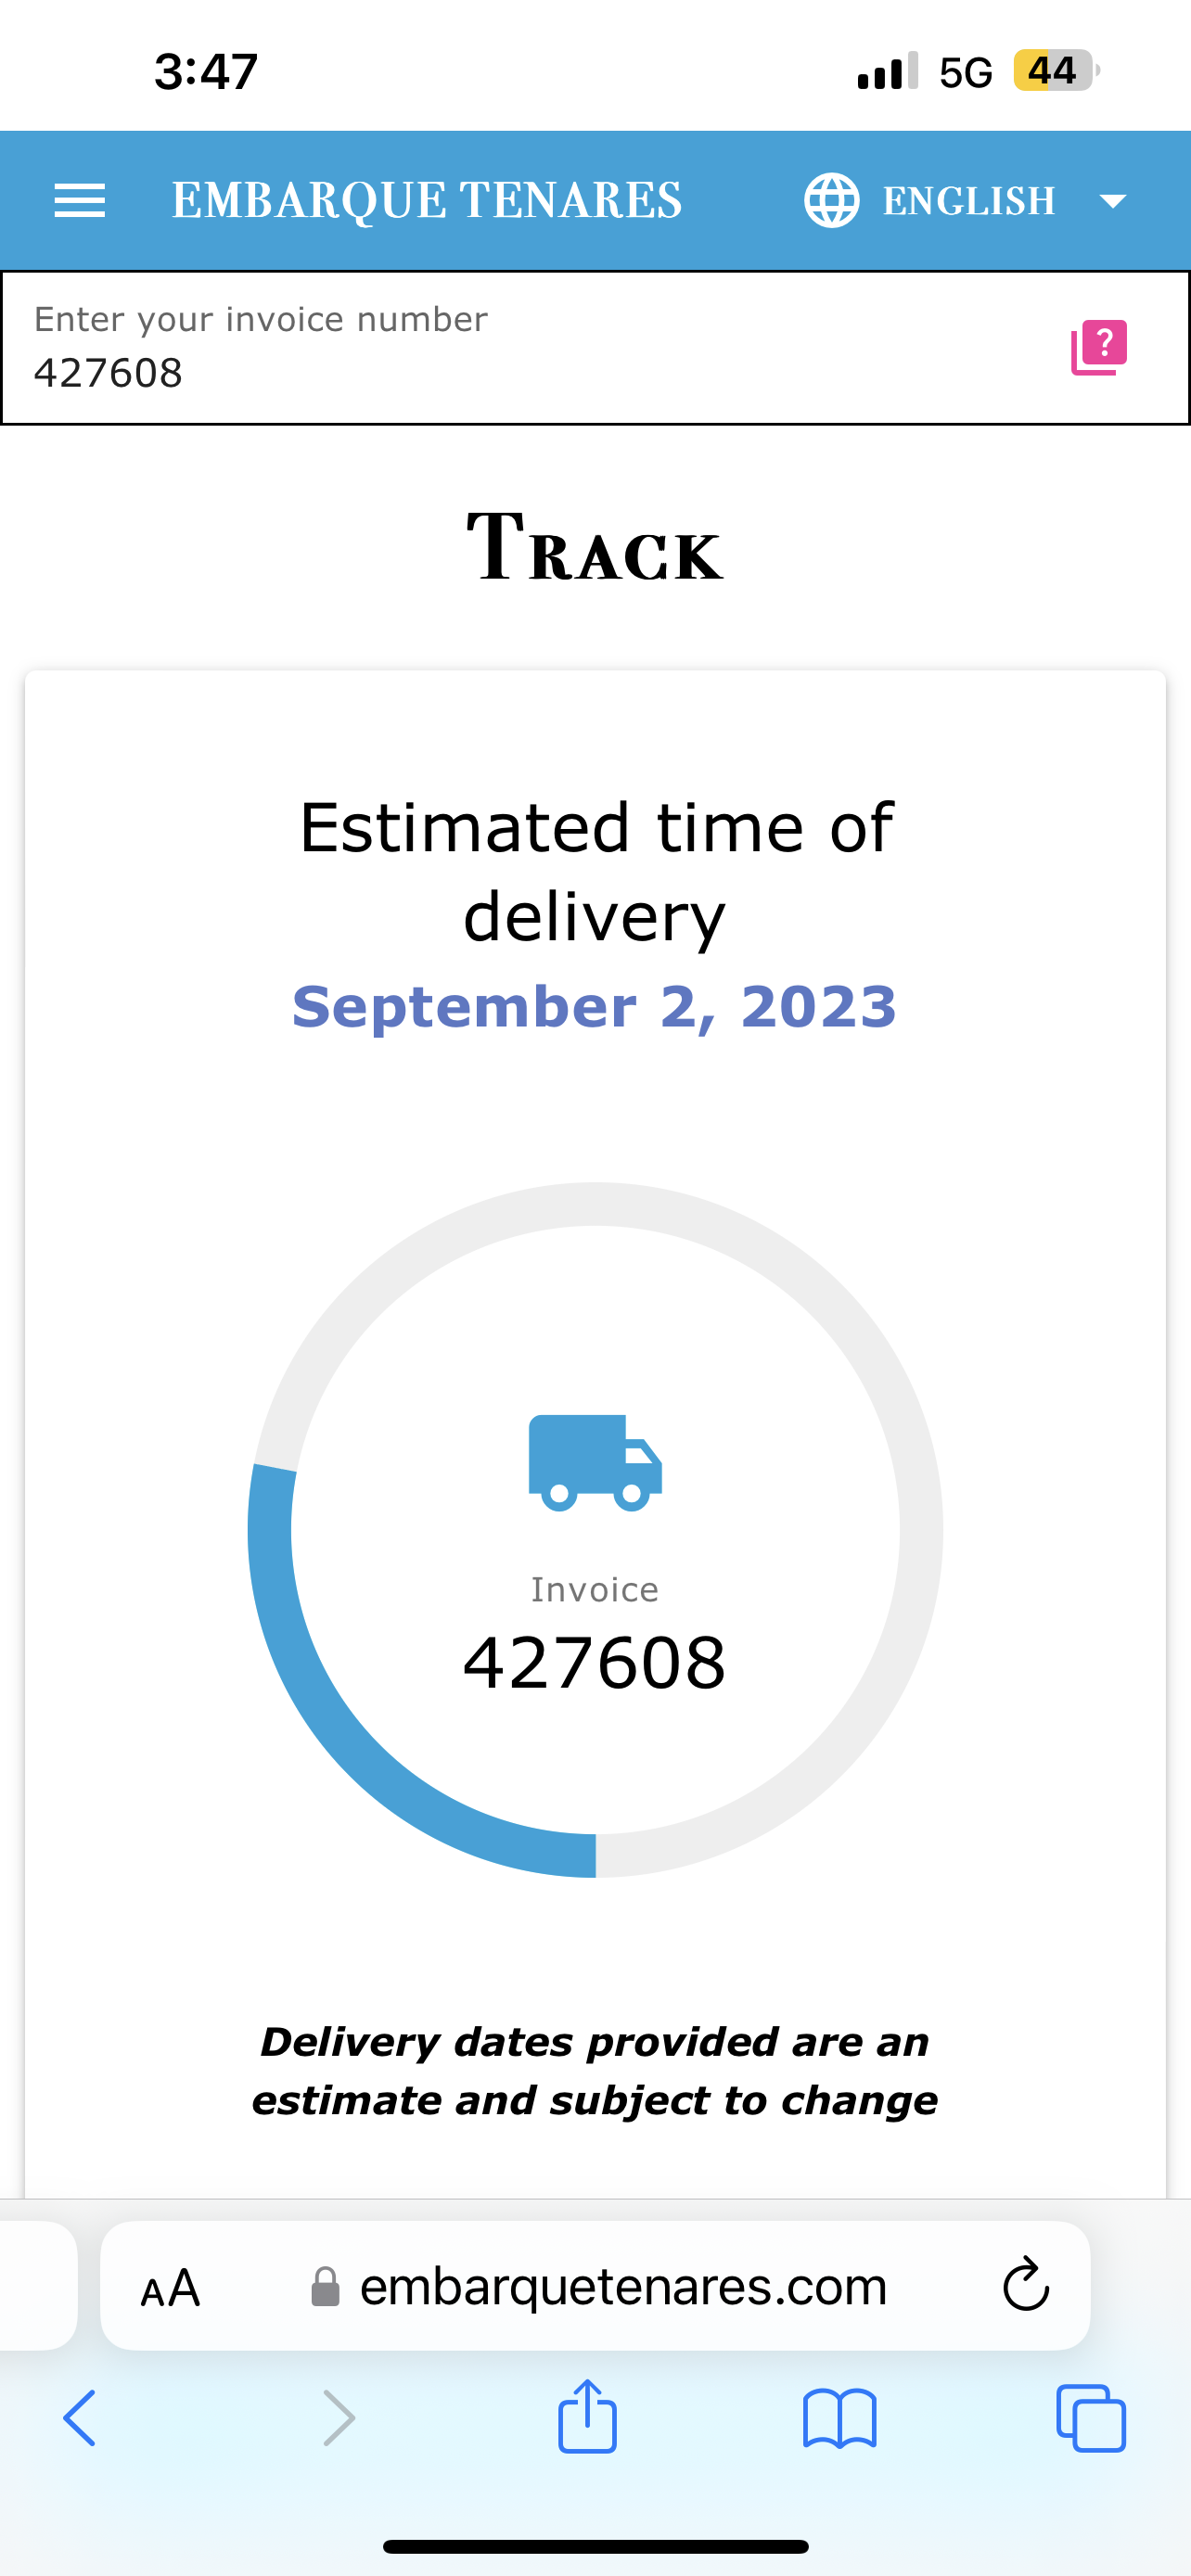 3:47
5G 44
EMBARQUE TENARES ENGLISH
Enter your invoice number
427608
?
Track
Estimated time of
delivery
September 2, 2023
Invoice
427608
Delivery dates provided are an
estimate and subject to change
AA embarquetenares.com